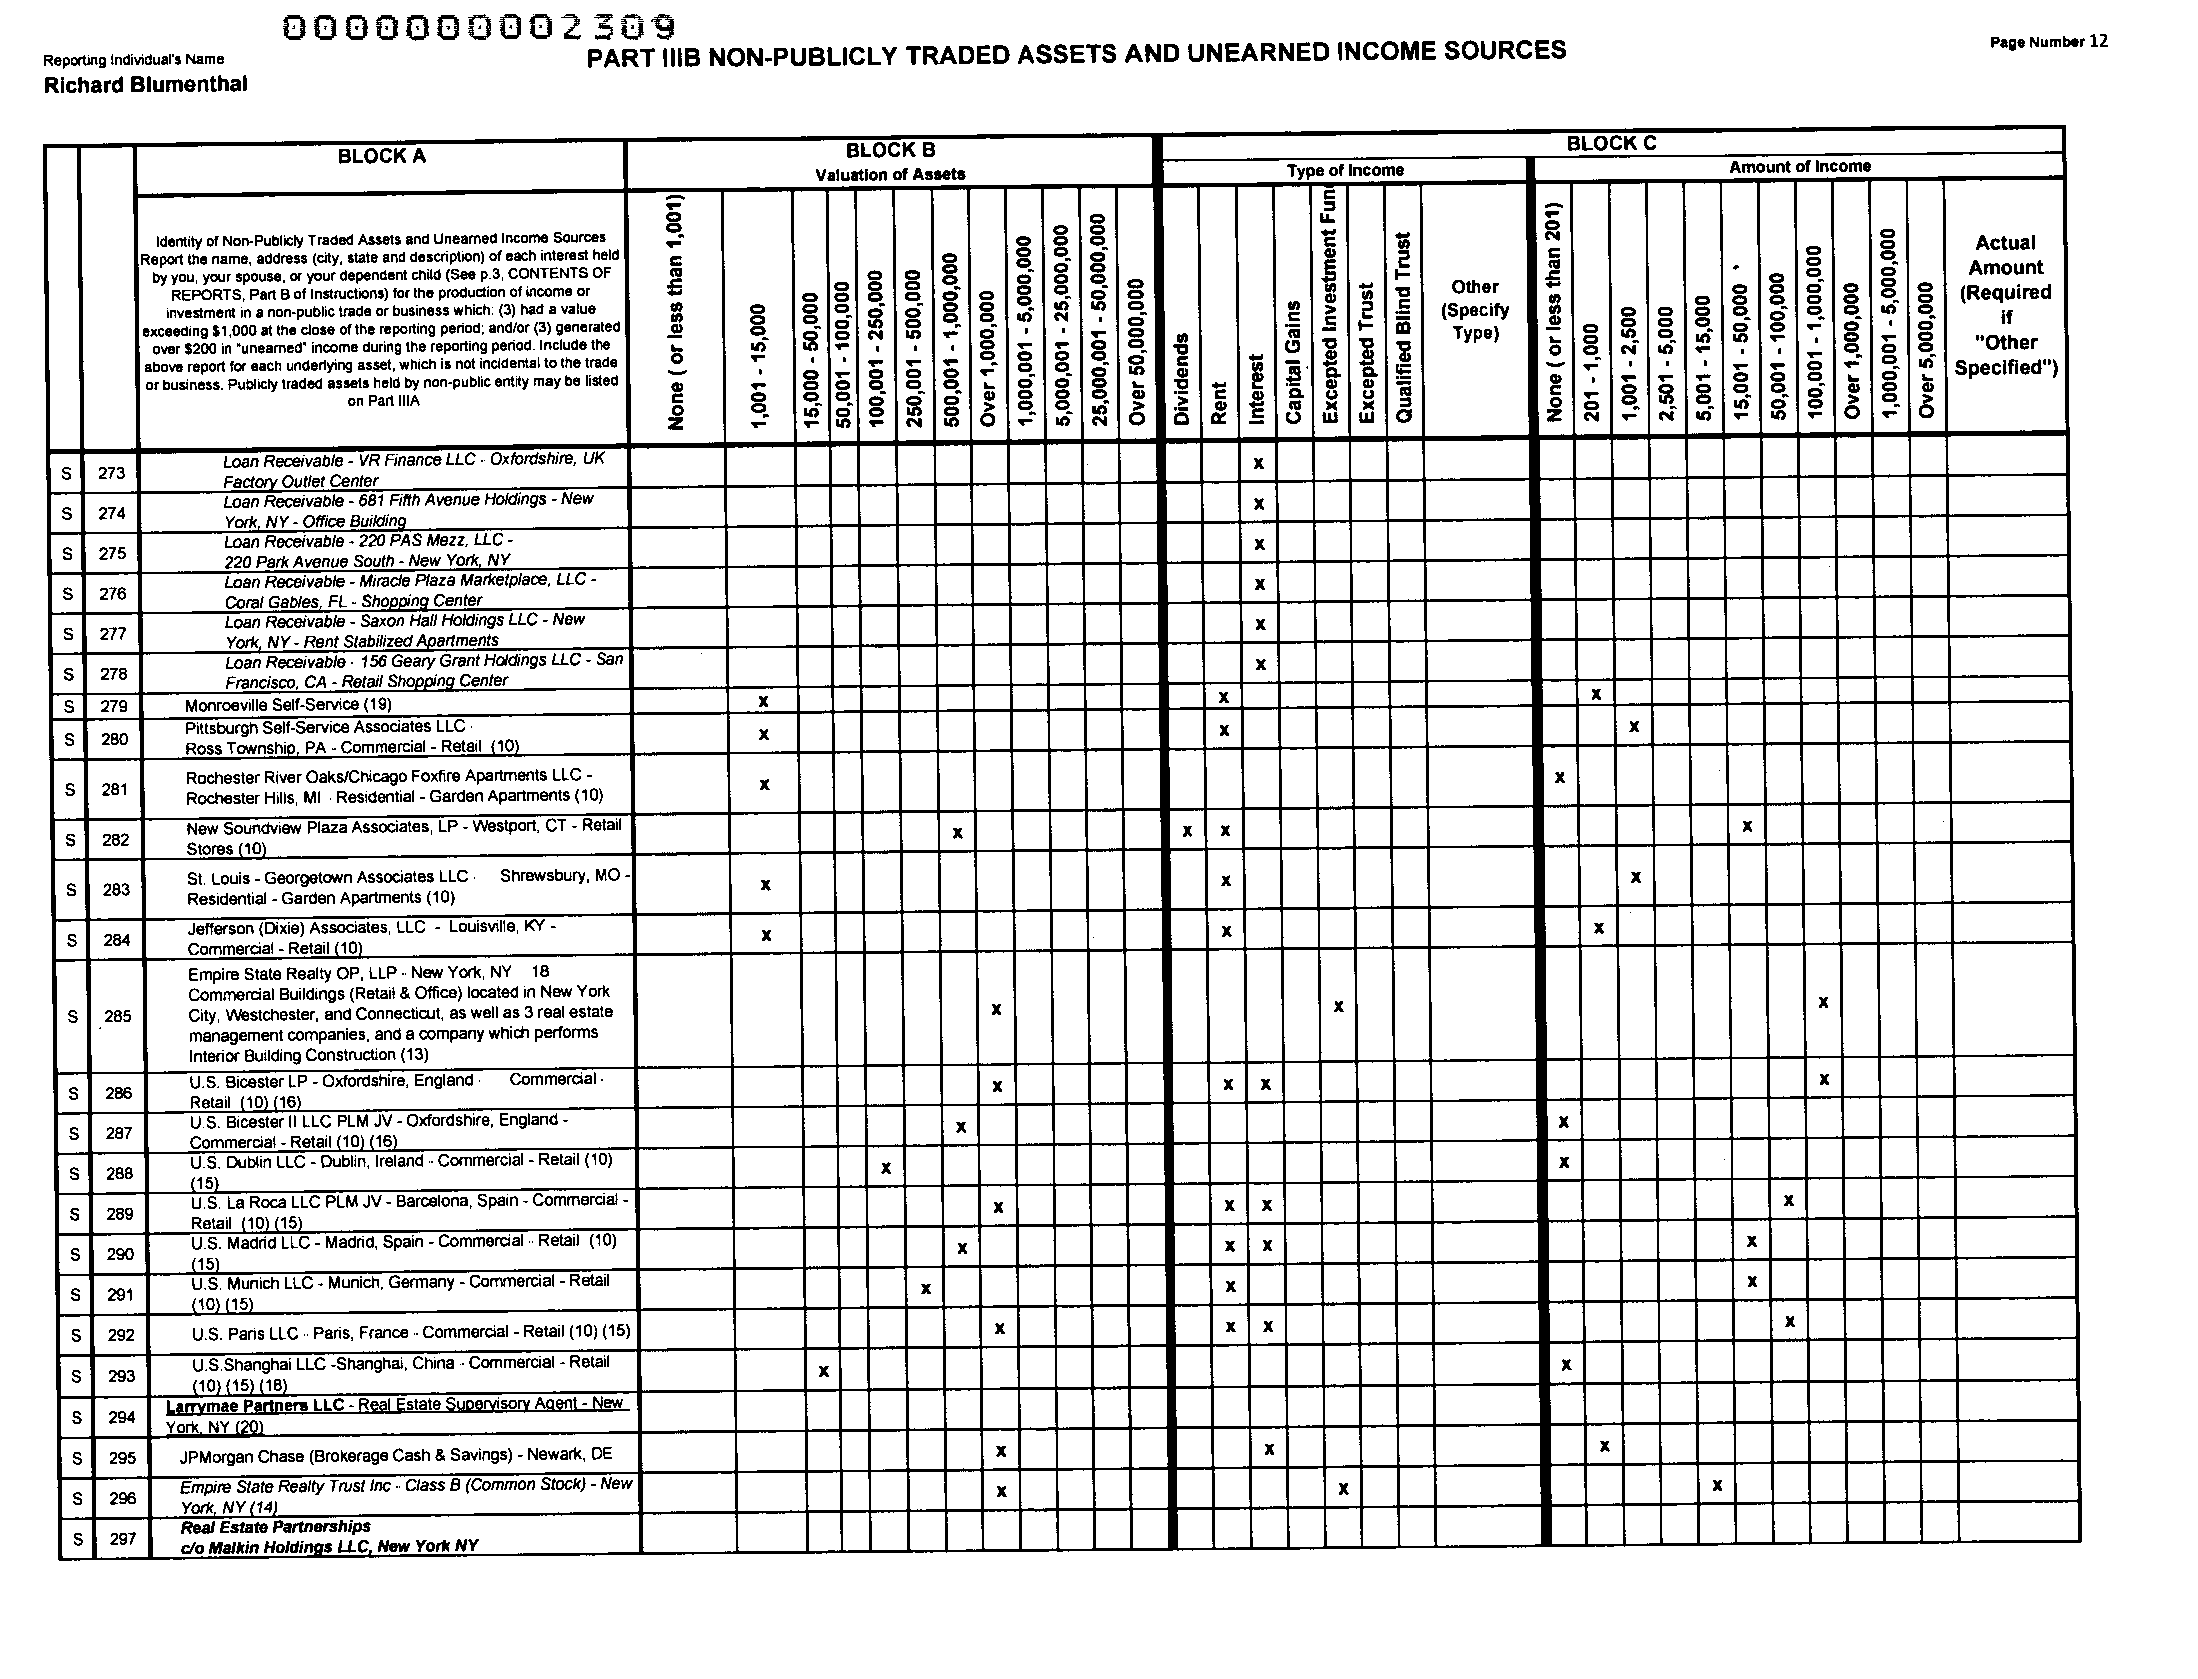 0000000002309
Reporting Individual's Name
Richard Blumenthal
PART IIIB NON-PUBLICLY TRADED ASSETS AND UNEARNED INCOME SOURCES
Page Number 12
BLOCK A
BLOCK B
Valuation of Assets
BLOCK C
Type of Income
Amount of Income
Identity of Non-Publicly Traded Assets and Unearned Income Sources
Report the name, address (city, state and description) of each interest held
by you, your spouse, or your dependent child (See p.3, CONTENTS OF
REPORTS, Part B of Instructions) for the production of income or
investment in a non-public trade or business which: (3) had a value
exceeding $1,000 at the close of the reporting period; and/or (3) generated
over $200 in "unearned" income during the reporting period. Include the
above report for each underlying asset, which is not incidental to the trade
or business. Publicly traded assets held by non-public entity may be listed
on Part IIIA
None ( or less than 1,001)
1,001 - 15,000
15,000 - 50,000
50,001 - 100,000
100,001 - 250,000
250,001 - 500,000
500,001 - 1,000,000
Over 1,000,000
1,000,001 - 5,000,000
5,000,001 - 25,000,000
25,000,001 - 50,000,000
Over 50,000,000
Dividends
Rent
Interest
Capital Gains
Excepted Investment Fun
Excepted Trust
Qualified Blind Trust
Other
(Specify
Type)
None ( or less than 201)
201 - 1,000
1,001 - 2,500
2,501 - 5,000
5,001 - 15,000
15,001 - 50,000
50,001 - 100,000
100,001 - 1,000,000
Over 1,000,000
1,000,001 - 5,000,000
Over 5,000,000
Actual
Amount
(Required
if
"Other
Specified")
S 273 Loan Receivable - VR Finance LLC - Oxfordshire, UK x
Factory Outlet Center
S 274 Loan Receivable - 681 Fifth Avenue Holdings - New x
York, NY - Office Building
S 275 Loan Receivable - 220 PAS Mezz, LLC - x
220 Park Avenue South - New York, NY
S 276 Loan Receivable - Miracle Plaza Marketplace, LLC - x
Coral Gables, FL - Shopping Center
S 277 Loan Receivable - Saxon Hall Holdings LLC - New x
York, NY - Rent Stabilized Apartments
S 278 Loan Receivable - 156 Geary Grant Holdings LLC - San x
Francisco, CA - Retail Shopping Center
S 279 Monroeville Self-Service (19) x x x
S 280 Pittsburgh Self-Service Associates LLC - x x x
Ross Township, PA - Commercial - Retail (10)
S 281 Rochester River Oaks/Chicago Foxfire Apartments LLC - x x
Rochester Hills, MI - Residential - Garden Apartments (10)
S 282 New Soundview Plaza Associates, LP - Westport, CT - Retail x x x x
Stores (10)
S 283 St. Louis - Georgetown Associates LLC - Shrewsbury, MO - x x x
Residential - Garden Apartments (10)
S 284 Jefferson (Dixie) Associates, LLC - Louisville, KY - x x x
Commercial - Retail (10)
S 285 Empire State Realty OP, LLP - New York, NY 18 x x x
Commercial Buildings (Retail & Office) located in New York
City, Westchester, and Connecticut, as well as 3 real estate
management companies, and a company which performs
Interior Building Construction (13)
S 286 U.S. Bicester LP - Oxfordshire, England - Commercial - x x x x
Retail (10) (16)
S 287 U.S. Bicester II LLC PLM JV - Oxfordshire, England - x x
Commercial - Retail (10) (16)
S 288 U.S. Dublin LLC - Dublin, Ireland - Commercial - Retail (10) x x
(15)
S 289 U.S. La Roca LLC PLM JV - Barcelona, Spain - Commercial - x x x x
Retail (10) (15)
S 290 U.S. Madrid LLC - Madrid, Spain - Commercial - Retail (10) x x x x
(15)
S 291 U.S. Munich LLC - Munich, Germany - Commercial - Retail x x x
(10) (15)
S 292 U.S. Paris LLC - Paris, France - Commercial - Retail (10) (15) x x x x
S 293 U.S.Shanghai LLC -Shanghai, China - Commercial - Retail x x
(10) (15) (18)
S 294 Larrymae Partners LLC - Real Estate Supervisory Agent - New
York, NY (20)
S 295 JPMorgan Chase (Brokerage Cash & Savings) - Newark, DE x x x
S 296 Empire State Realty Trust Inc - Class B (Common Stock) - New x x x
York, NY (14)
S 297 Real Estate Partnerships
c/o Malkin Holdings LLC, New York NY